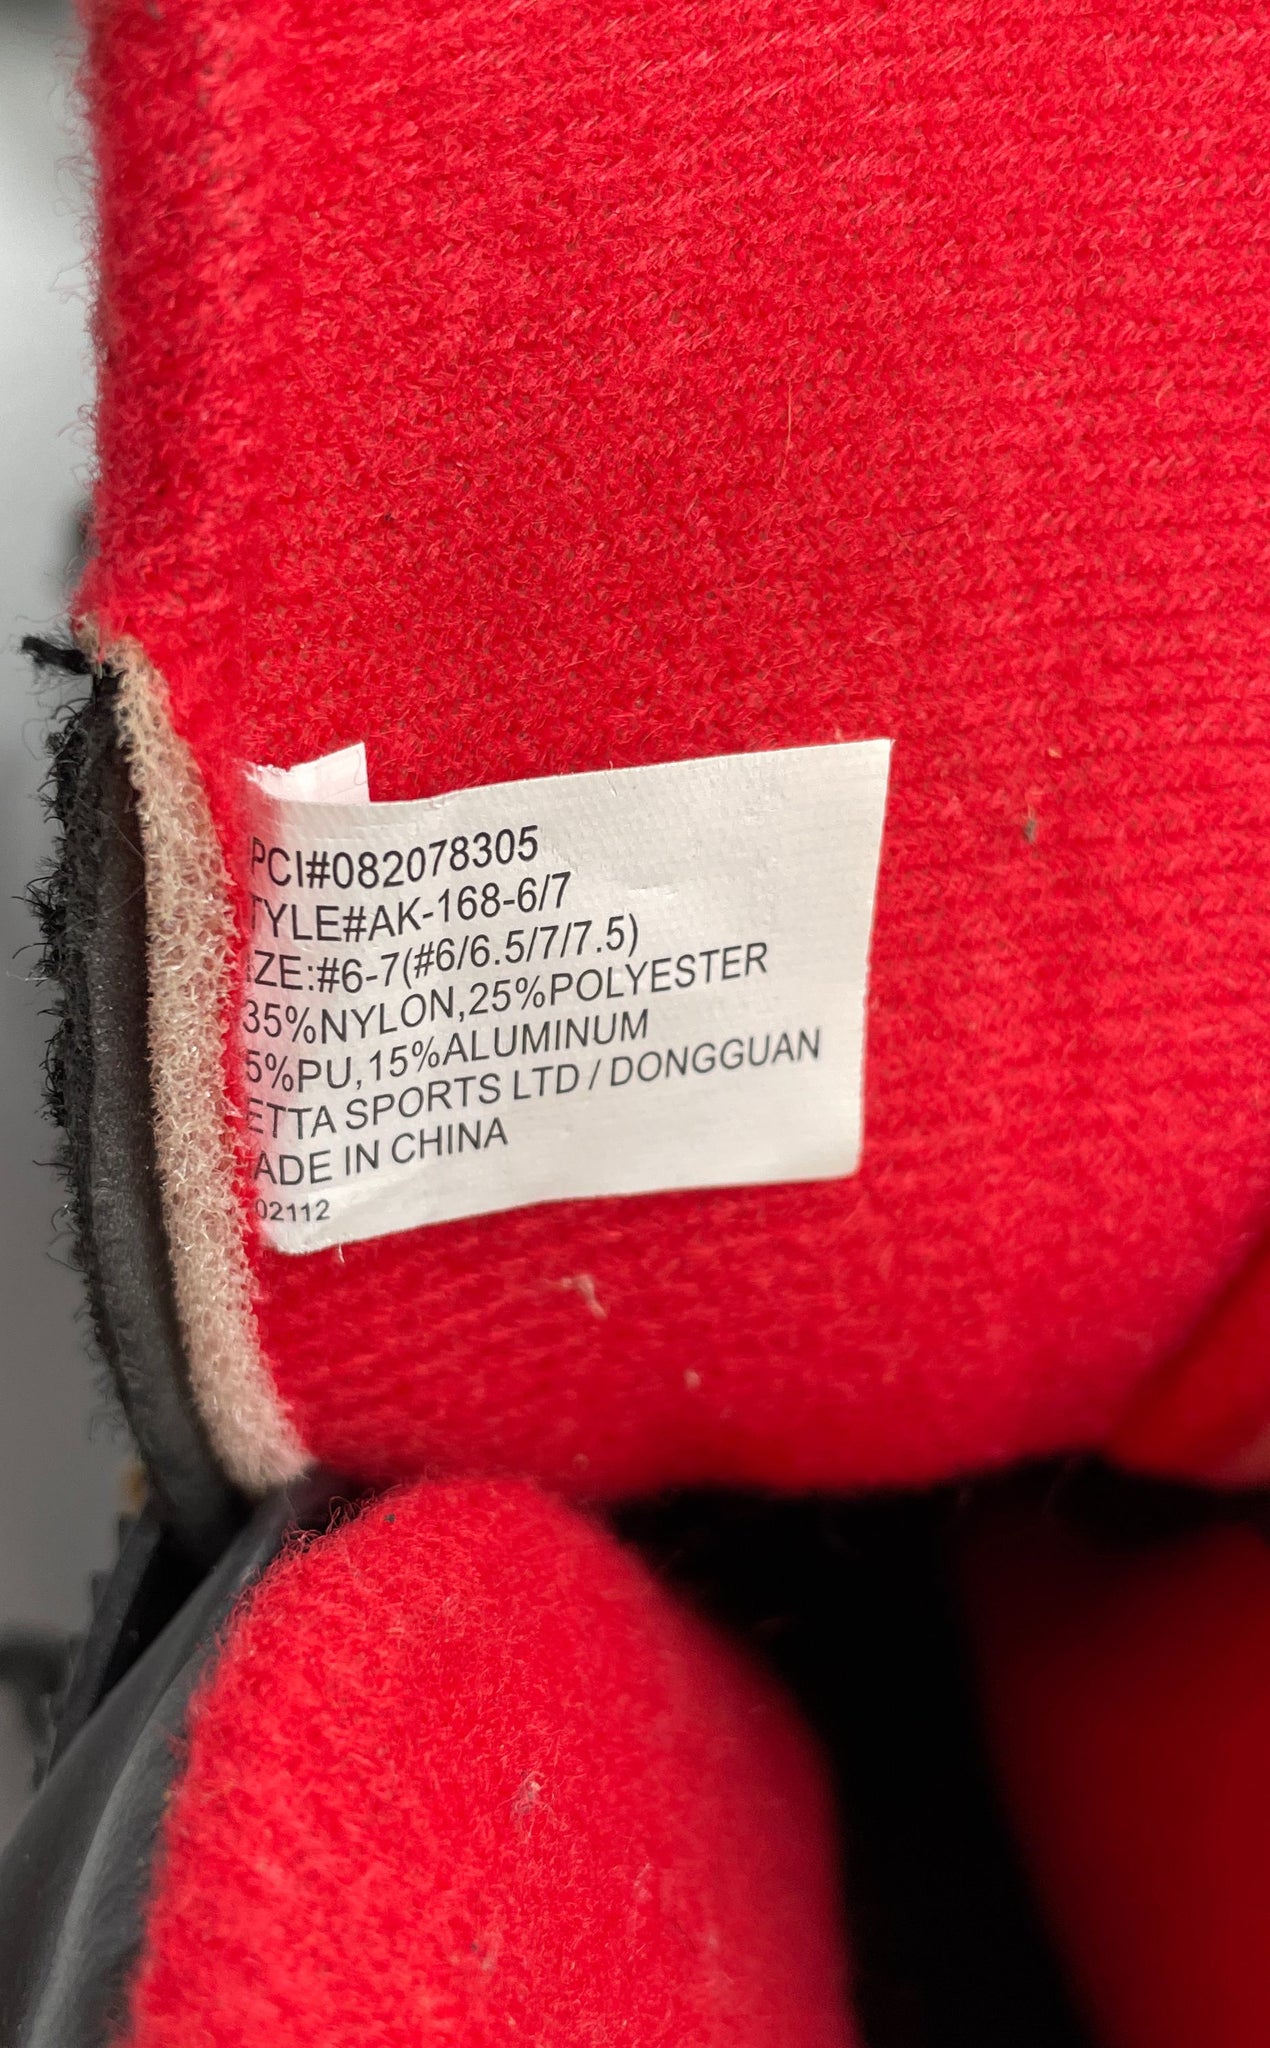 PCI#082078305
TYLE#AK-168-6/7
ZE:#6-7(#6/6.5/7/7.5)
35%NYLON,25%POLYESTER
5%PU,15%ALUMINUM
ETTA SPORTS LTD / DONGGUAN
ADE IN CHINA
02112